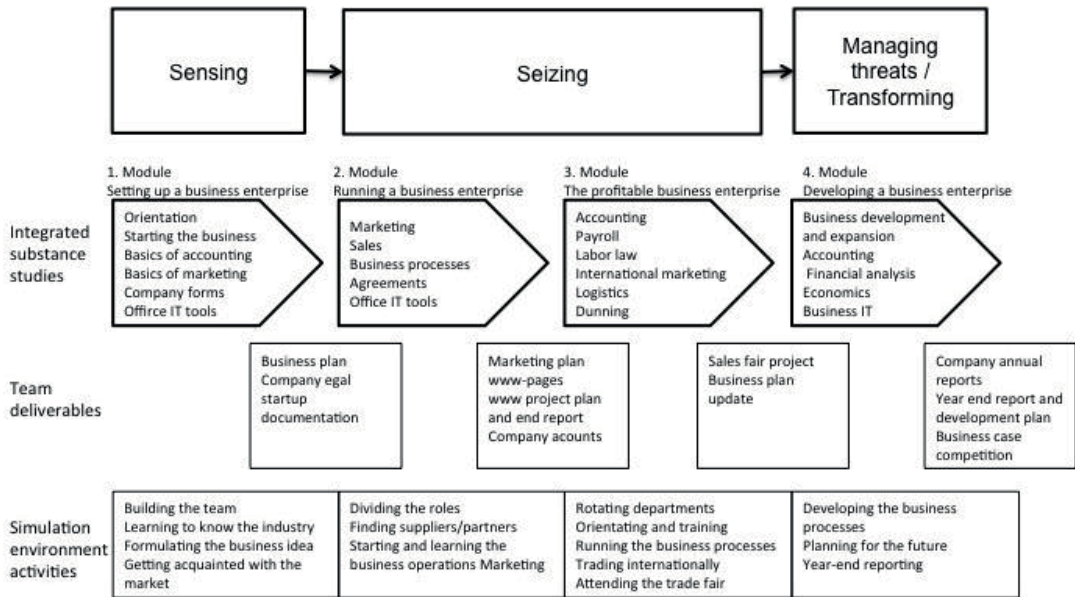 Sensing
Seizing
Managing
threats /
Transforming
1. Module
Setting up a business enterprise
2. Module
Running a business enterprise
3. Module
The profitable business enterprise
4. Module
Developing a business enterprise
Integrated
substance
studies
Orientation
Starting the business
Basics of accounting
Basics of marketing
Company forms
Offirce IT tools
Marketing
Sales
Business processes
Agreements
Office IT tools
Accounting
Payroll
Labor law
International marketing
Logistics
Dunning
Business development
and expansion
Accounting
Financial analysis
Economics
Business IT
Team
deliverables
Business plan
Company egal
startup
documentation
Marketing plan
www-pages
www project plan
and end report
Company acounts
Sales fair project
Business plan
update
Company annual
reports
Year end report and
development plan
Business case
competition
Simulation
environment
activities
Building the team
Learning to know the industry
Formulating the business idea
Getting acquainted with the
market
Dividing the roles
Finding suppliers/partners
Starting and learning the
business operations Marketing
Rotating departments
Orientating and training
Running the business processes
Trading internationally
Attending the trade fair
Developing the business
processes
Planning for the future
Year-end reporting